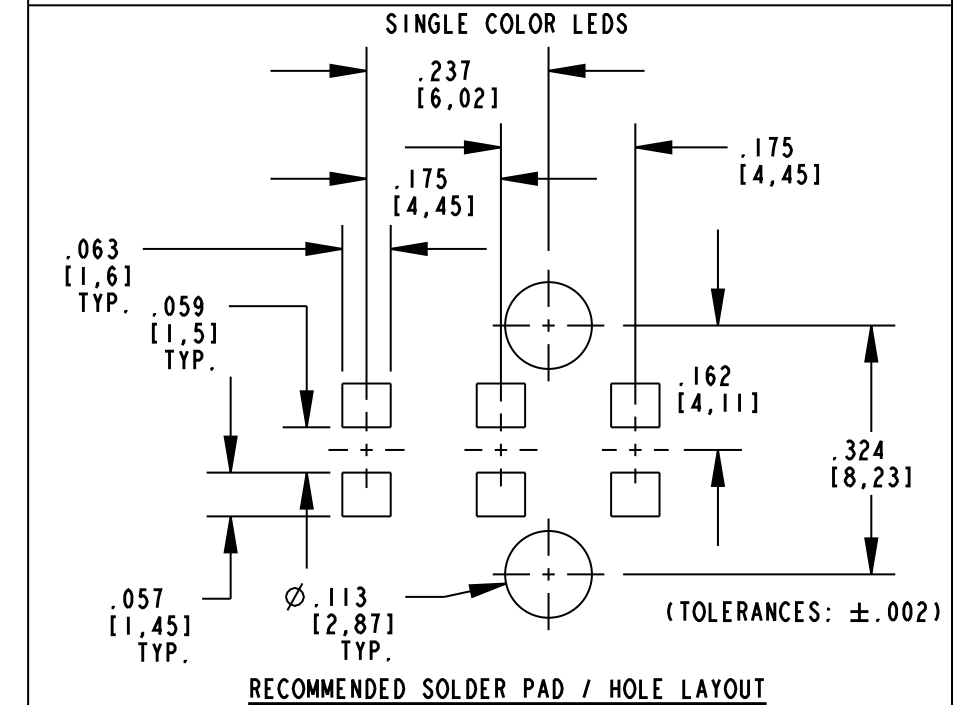 SINGLE COLOR LEDS
.237
[6,02]
.175
[4,45]
.175
[4,45]
.063
[1,6]
TYP.
.059
[1,5]
TYP.
.162
[4,11]
.324
[8,23]
.057
[1,45]
TYP.
Ø.113
[2,87]
TYP.
(TOLERANCES: ±.002)
RECOMMENDED SOLDER PAD / HOLE LAYOUT